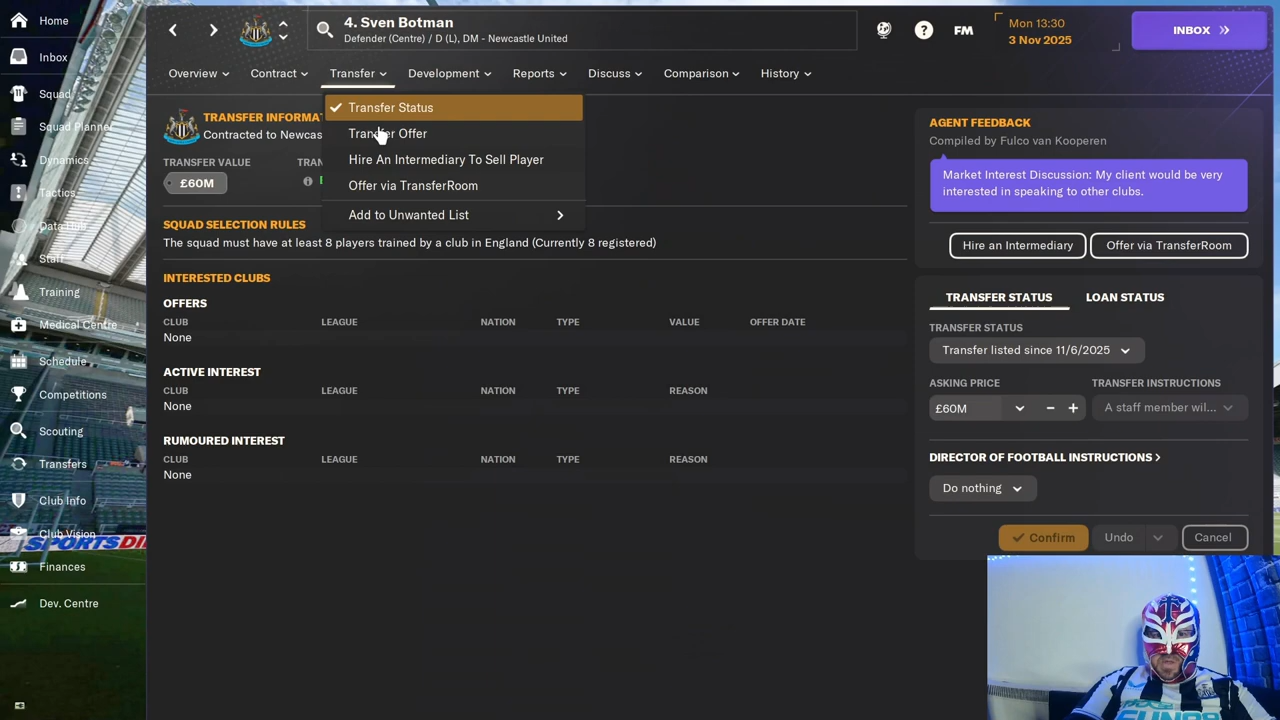 Home
Inbox
Squad
Squad Planner
Dynamics
Tactics
Data Hub
Staff
Training
Medical Centre
Schedule
Competitions
Scouting
Transfers
Club Info
Club Vision
Finances
Dev. Centre
SPORTS DI
4. Sven Botman
Defender (Centre) / D (L), DM - Newcastle United
FM
Mon 13:30
3 Nov 2025
INBOX
Overview
Contract
Transfer
Development
Reports
Discuss
Comparison
History
Transfer Status
Transfer Offer
Hire An Intermediary To Sell Player
Offer via TransferRoom
Add to Unwanted List
TRANSFER INFORMA
Contracted to Newcas
TRANSFER VALUE
TRAN
£60M
SQUAD SELECTION RULES
The squad must have at least 8 players trained by a club in England (Currently 8 registered)
INTERESTED CLUBS
OFFERS
CLUB LEAGUE NATION TYPE VALUE OFFER DATE
None
ACTIVE INTEREST
CLUB LEAGUE NATION TYPE REASON
None
RUMOURED INTEREST
CLUB LEAGUE NATION TYPE REASON
None
AGENT FEEDBACK
Compiled by Fulco van Kooperen
Market Interest Discussion: My client would be very
interested in speaking to other clubs.
Hire an Intermediary
Offer via TransferRoom
TRANSFER STATUS
LOAN STATUS
TRANSFER STATUS
Transfer listed since 11/6/2025
ASKING PRICE
TRANSFER INSTRUCTIONS
£60M
A staff member wil...
DIRECTOR OF FOOTBALL INSTRUCTIONS >
Do nothing
Confirm
Undo
Cancel